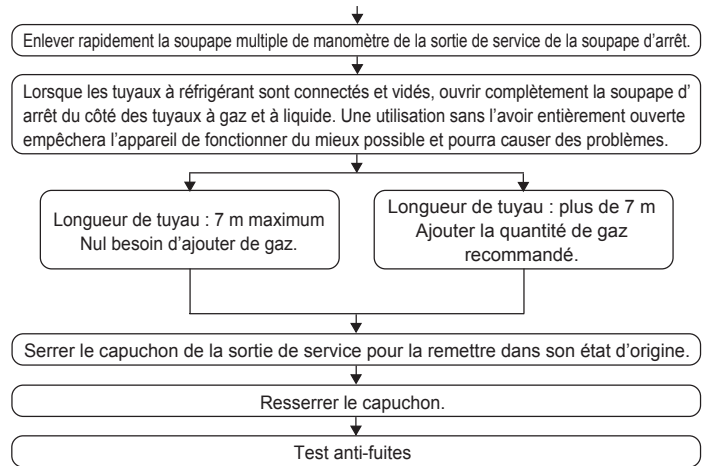 Enlever rapidement la soupape multiple de manomètre de la sortie de service de la soupape d’arrêt.
Lorsque les tuyaux à réfrigérant sont connectés et vidés, ouvrir complètement la soupape d’
arrêt du côté des tuyaux à gaz et à liquide. Une utilisation sans l’avoir entièrement ouverte
empêchera l’appareil de fonctionner du mieux possible et pourra causer des problèmes.
Longueur de tuyau : 7 m maximum
Nul besoin d’ajouter de gaz.
Longueur de tuyau : plus de 7 m
Ajouter la quantité de gaz
recommandé.
Serrer le capuchon de la sortie de service pour la remettre dans son état d’origine.
Resserrer le capuchon.
Test anti-fuites